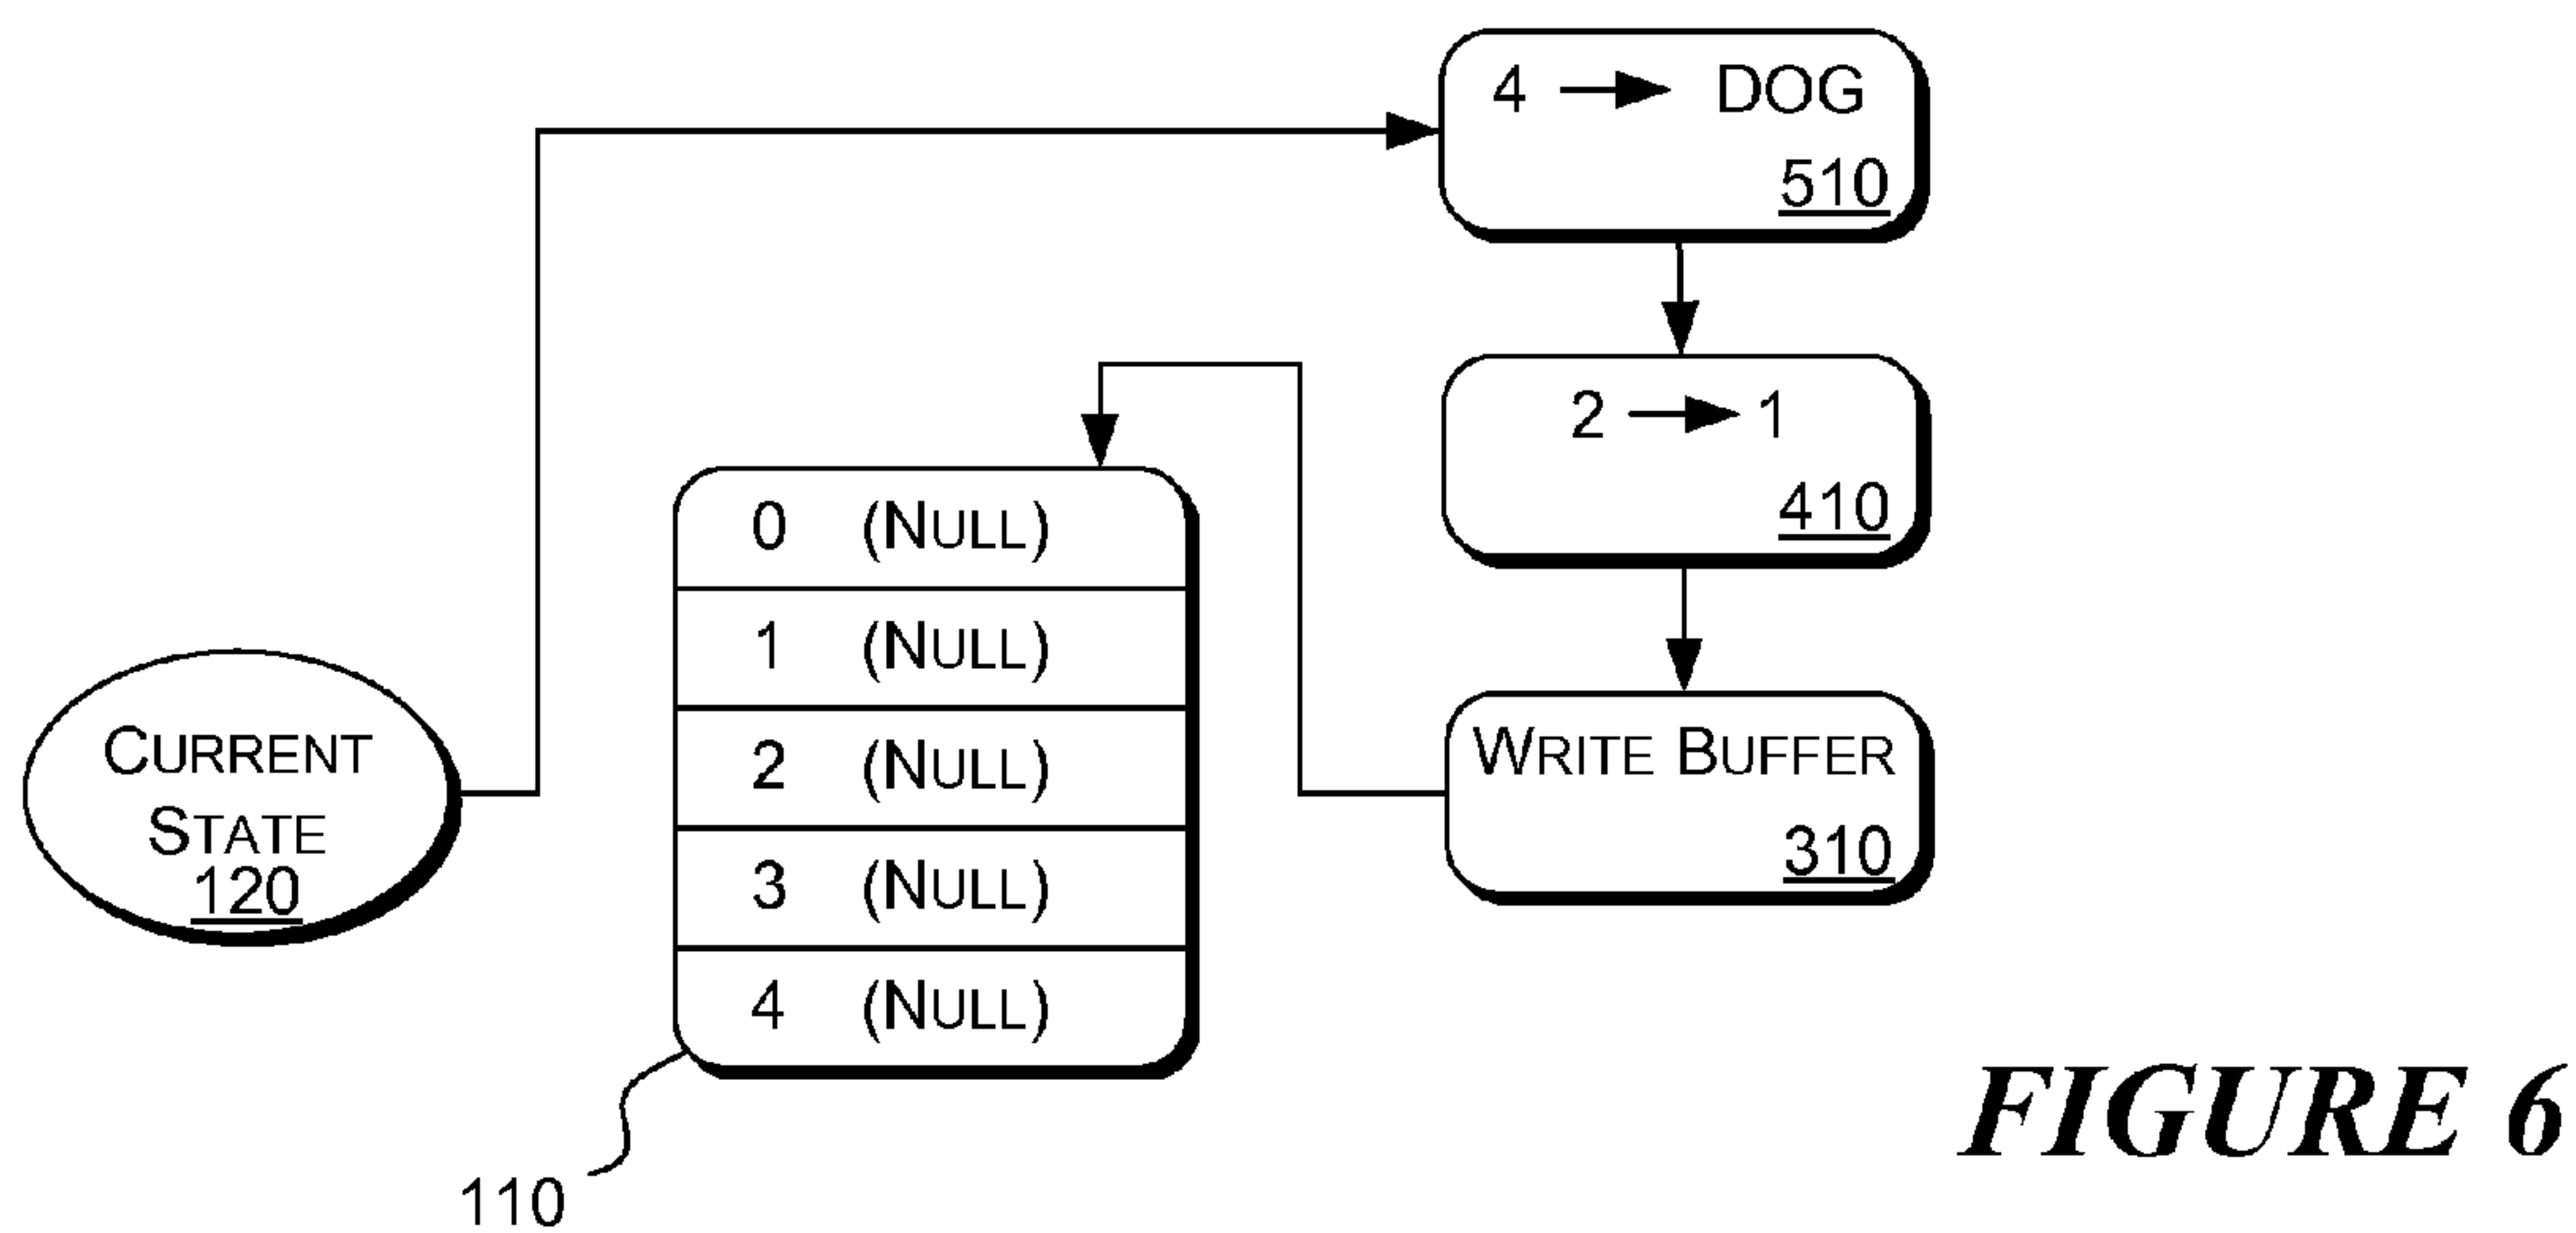 4 → DOG
510
2 → 1
410
0 (NULL)
1 (NULL)
2 (NULL)
3 (NULL)
4 (NULL)
110
CURRENT
STATE
120
WRITE BUFFER
310
FIGURE 6